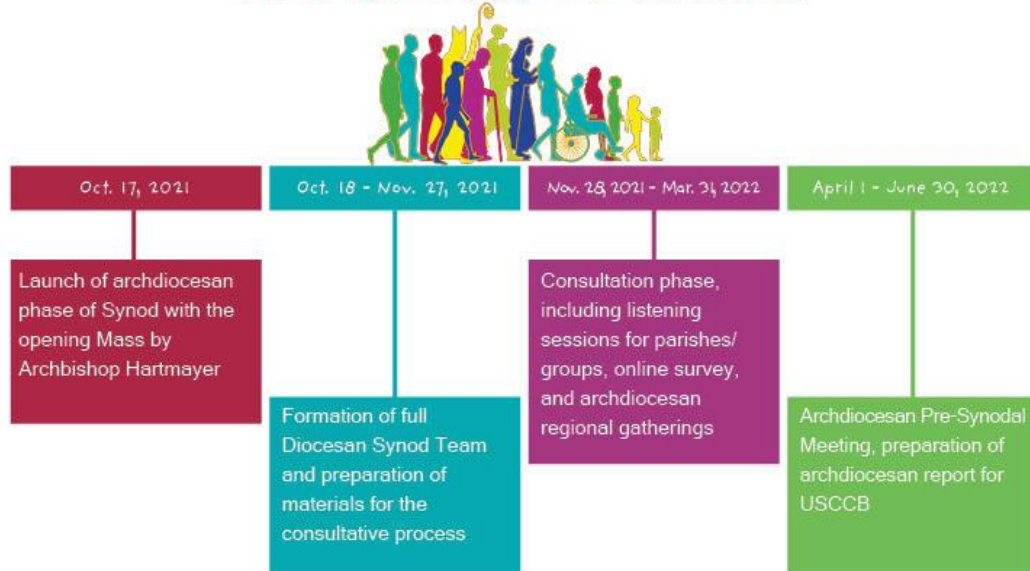 Oct. 17, 2021
Launch of archdiocesan
phase of Synod with the
opening Mass by
Archbishop Hartmayer
Oct. 18 - Nov. 27, 2021
Formation of full
Diocesan Synod Team
and preparation of
materials for the
consultative process
Nov. 28, 2021 - Mar. 31, 2022
Consultation phase,
including listening
sessions for parishes/
groups, online survey,
and archdiocesan
regional gatherings
April 1 - June 30, 2022
Archdiocesan Pre-Synodal
Meeting, preparation of
archdiocesan report for
USCCB